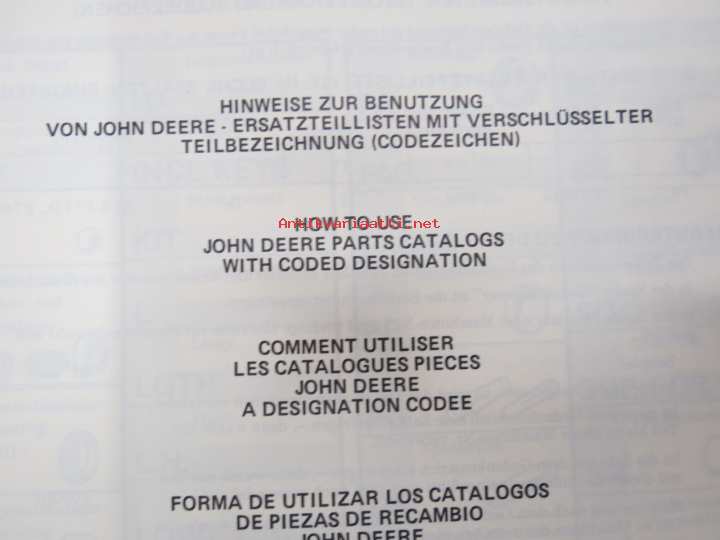 HINWEISE ZUR BENUTZUNG
VON JOHN DEERE - ERSATZTEILLISTEN MIT VERSCHLÜSSELTER
TEILBEZEICHNUNG (CODEZEICHEN)
HOW TO USE
JOHN DEERE PARTS CATALOGS
WITH CODED DESIGNATION
COMMENT UTILISER
LES CATALOGUES PIECES
JOHN DEERE
A DESIGNATION CODEE
FORMA DE UTILIZAR LOS CATALOGOS
DE PIEZAS DE RECAMBIO
JOHN DEERE